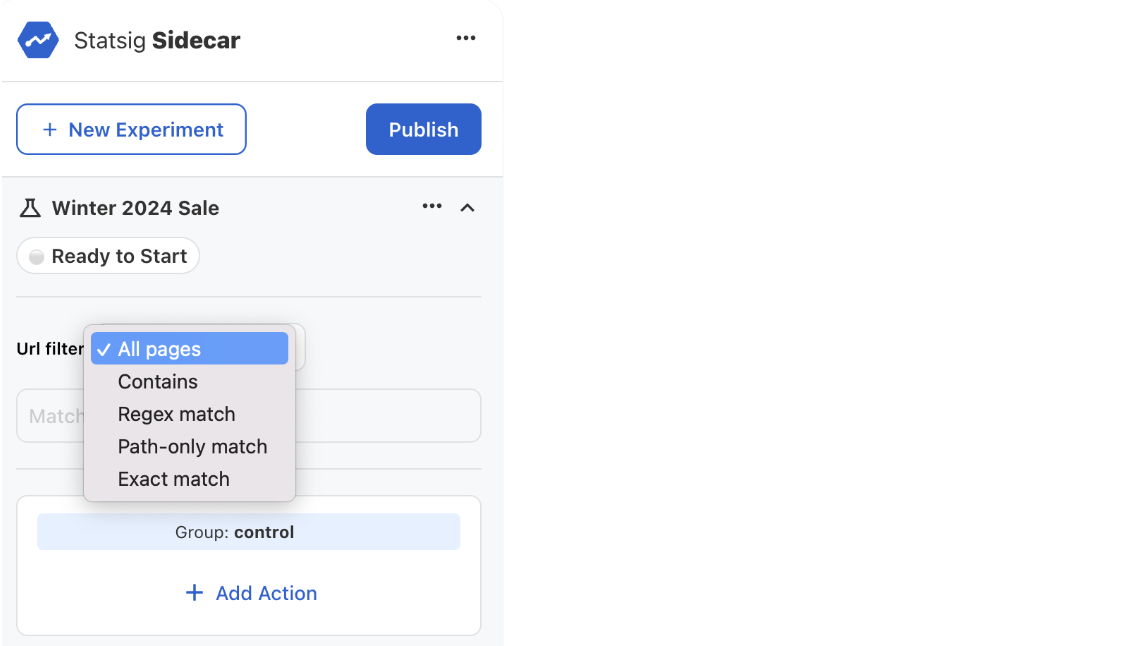 Statsig Sidecar
+ New Experiment
Publish
Winter 2024 Sale
Ready to Start
Url filter
All pages
Contains
Regex match
Path-only match
Exact match
Match
Group: control
+ Add Action